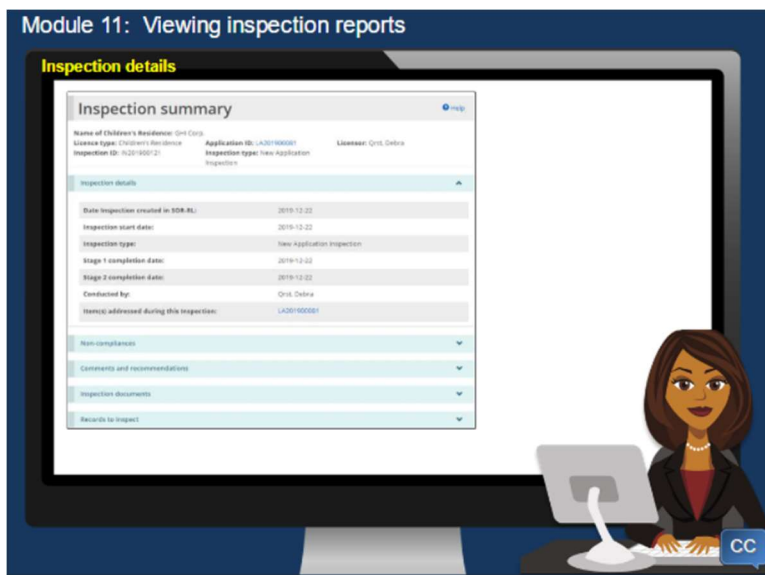 Module 11: Viewing inspection reports
Inspection details
Inspection summary
Help
Name of Children's Residence: Corp.
Licence type: Children's Residence
Application ID: LA201900081
Licensor: Qrst, Debra
Inspection ID: IN201900121
Inspection type: New Application
Inspection
Inspection details
Date Inspection created in SOR-RL: 2019-12-22
Inspection start date: 2019-12-22
Inspection type: New Application Inspection
Stage 1 completion date: 2019-12-22
Stage 2 completion date: 2019-12-22
Conducted by: Qrst, Debra
Item(s) addressed during this inspection: LA201900081
Non-compliances
Comments and recommendations
Inspection documents
Records to inspect
CC